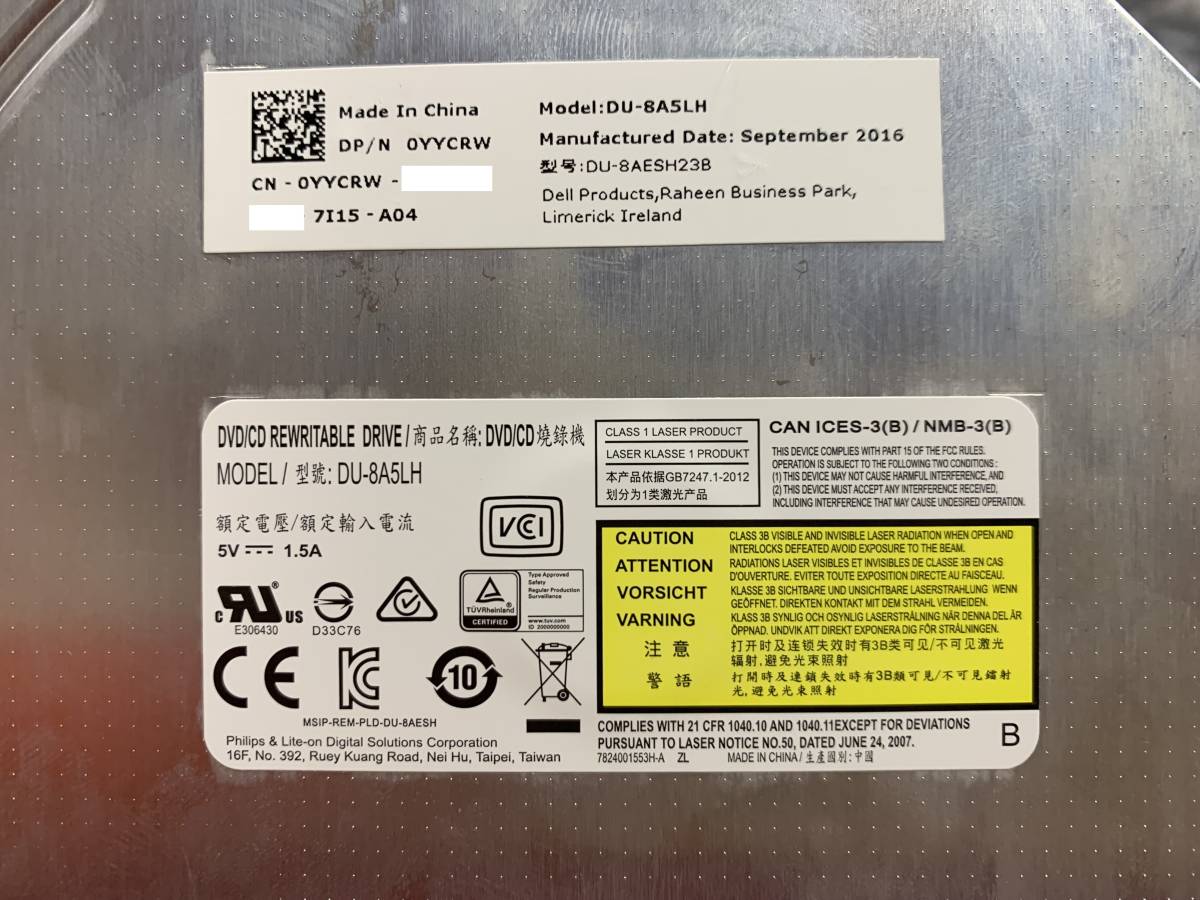 Made In China
DP/N 0YYCRW
CN - 0YYCRW -
7I15 - A04
Model:DU-8A5LH
Manufactured Date: September 2016
型号:DU-8AESH23B
Dell Products,Raheen Business Park,
Limerick Ireland
DVD/CD REWRITABLE DRIVE / 商品名稱: DVD/CD燒錄機
MODEL / 型號: DU-8A5LH
額定電壓/額定輸入電流
5V 1.5A
VCCI
CLASS 1 LASER PRODUCT
LASER KLASSE 1 PRODUKT
本产品依据GB7247.1-2012
划分为1类激光产品
CAN ICES-3(B) / NMB-3(B)
THIS DEVICE COMPLIES WITH PART 15 OF THE FCC RULES.
OPERATION IS SUBJECT TO THE FOLLOWING TWO CONDITIONS :
(1) THIS DEVICE MAY NOT CAUSE HARMFUL INTERFERENCE, AND
(2) THIS DEVICE MUST ACCEPT ANY INTERFERENCE RECEIVED,
INCLUDING INTERFERENCE THAT MAY CAUSE UNDESIRED OPERATION.
CAUTION
CLASS 3B VISIBLE AND INVISIBLE LASER RADIATION WHEN OPEN AND
INTERLOCKS DEFEATED AVOID EXPOSURE TO THE BEAM.
ATTENTION
RADIATIONS LASER VISIBLES ET INVISIBLES DE CLASSE 3B EN CAS
D'OUVERTURE. EVITER TOUTE EXPOSITION DIRECTE AU FAISCEAU.
VORSICHT
KLASSE 3B SICHTBARE UND UNSICHTBARE LASERSTRAHLUNG WENN
GEÖFFNET. DIREKTEN KONTAKT MIT DEM STRAHL VERMEIDEN.
VARNING
KLASS 3B SYNLIG OCH OSYNLIG LASERSTRÅLNING NÄR DENNA DEL ÄR
ÖPPNAD. UNDVIK ATT DIREKT EXPONERA DIG FÖR STRÅLNINGEN.
注意
打开时及连锁失效时有3B类可见/不可见激光
辐射,避免光束照射
警語
打開時及連鎖失效時有3B類可見/不可見鐳射
光,避免光束照射
c RU US
E306430
D33C76
TÜVRheinland
CERTIFIED
Type Approved
Safety
Regular Production
Surveillance
www.tuv.com
ID 2000000000
CE
10
MSIP-REM-PLD-DU-8AESH
Philips & Lite-on Digital Solutions Corporation
16F, No. 392, Ruey Kuang Road, Nei Hu, Taipei, Taiwan
COMPLIES WITH 21 CFR 1040.10 AND 1040.11EXCEPT FOR DEVIATIONS
PURSUANT TO LASER NOTICE NO.50, DATED JUNE 24, 2007.
7824001553H-A ZL MADE IN CHINA / 生產國別: 中國
B